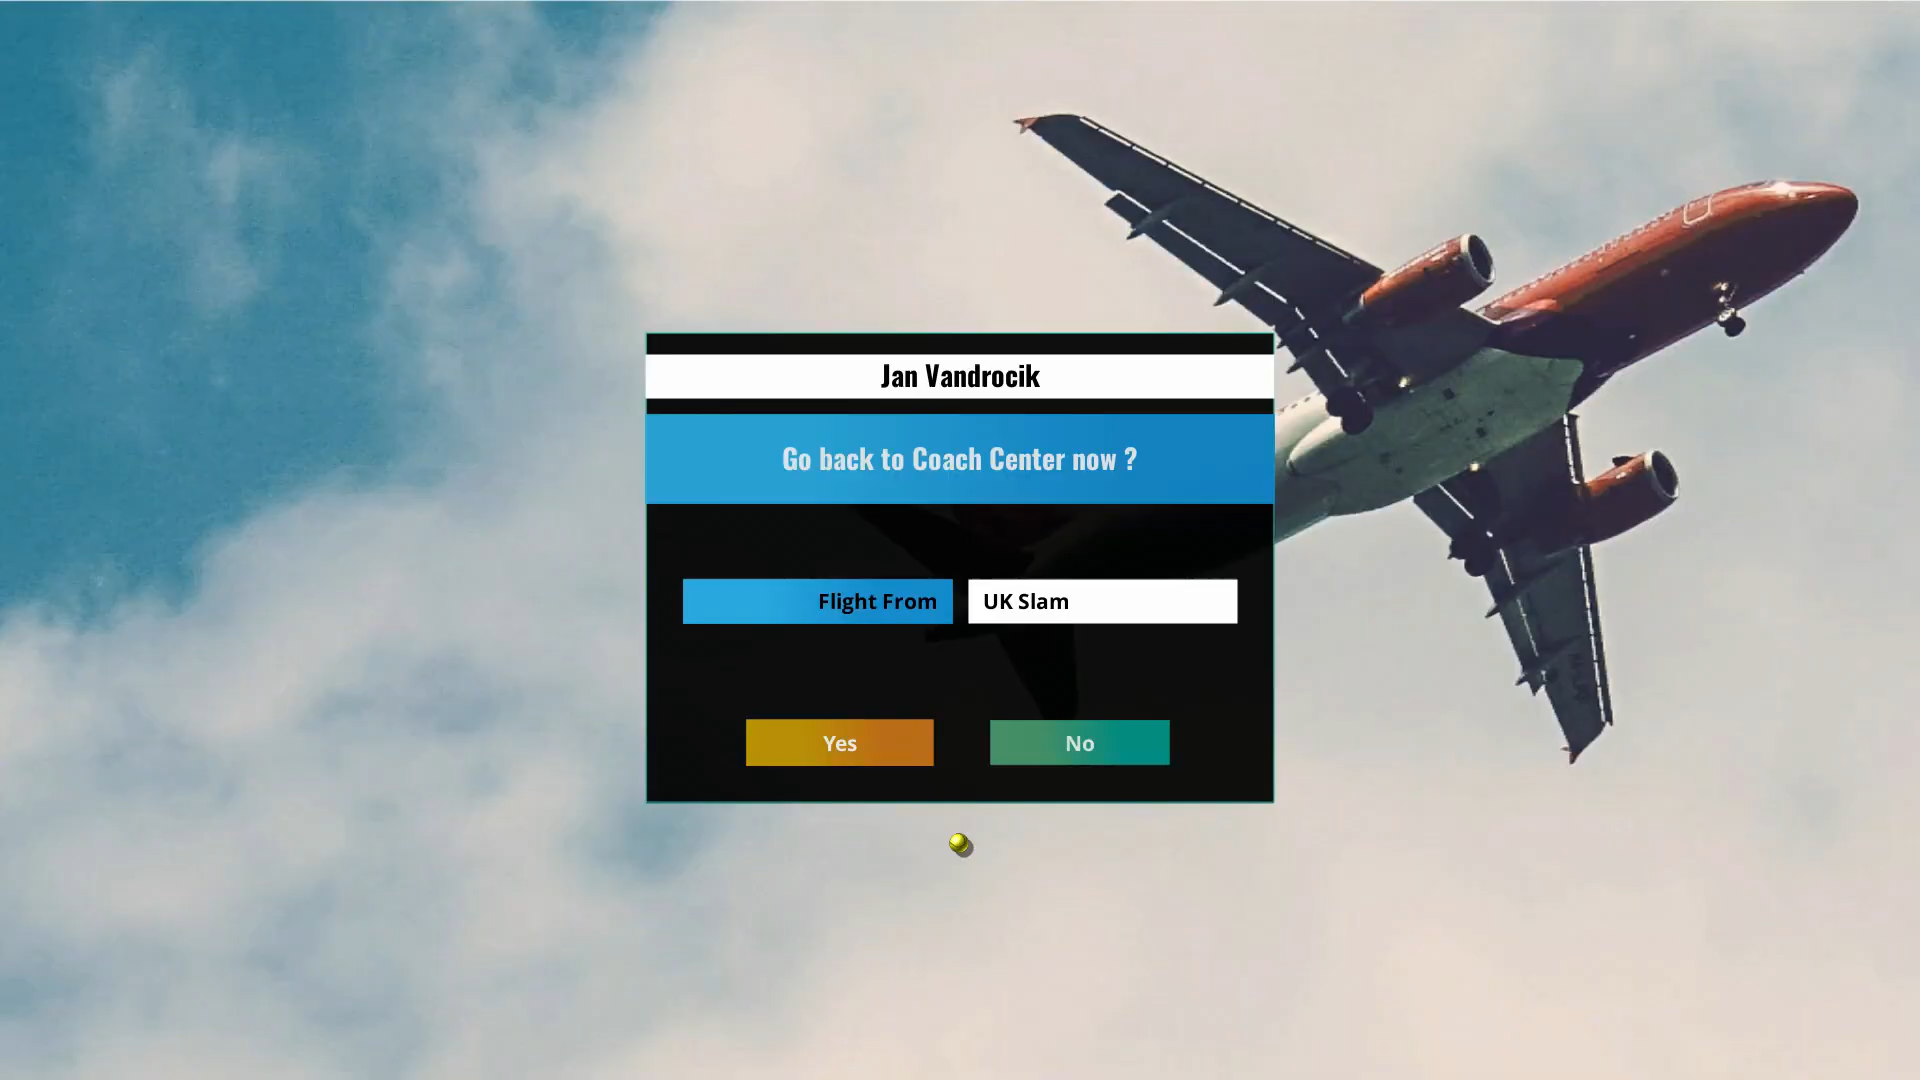 Jan Vandrocik
Go back to Coach Center now ?
Flight From
UK Slam
Yes
No